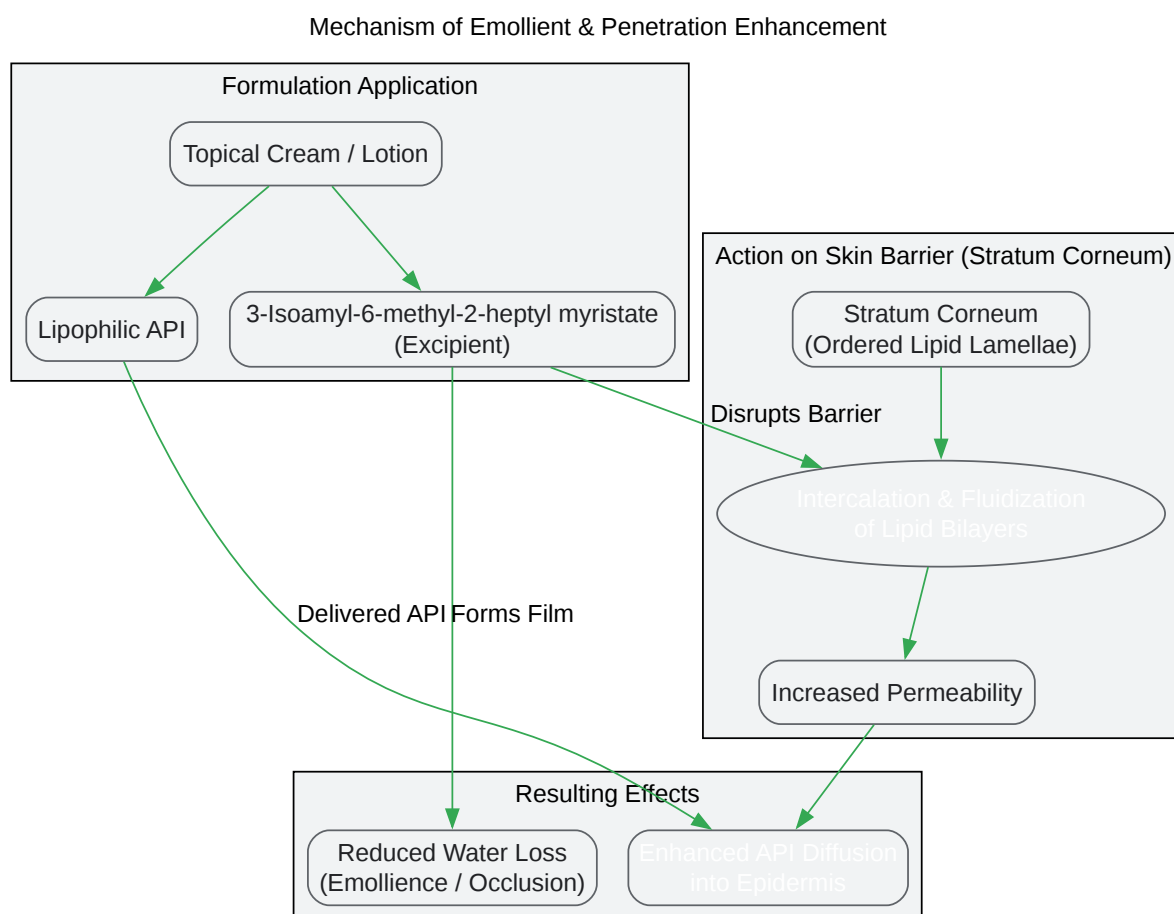 Mechanism of Emollient & Penetration Enhancement
Formulation Application
Topical Cream / Lotion
Lipophilic API
3-Isoamyl-6-methyl-2-heptyl myristate
(Excipient)
Action on Skin Barrier (Stratum Corneum)
Stratum Corneum
(Ordered Lipid Lamellae)
Disrupts Barrier
Intercalation & Fluidization
of Lipid Bilayers
Delivered API
Forms Film
Increased Permeability
Resulting Effects
Reduced Water Loss
(Emollience / Occlusion)
Enhanced API Diffusion
into Epidermis